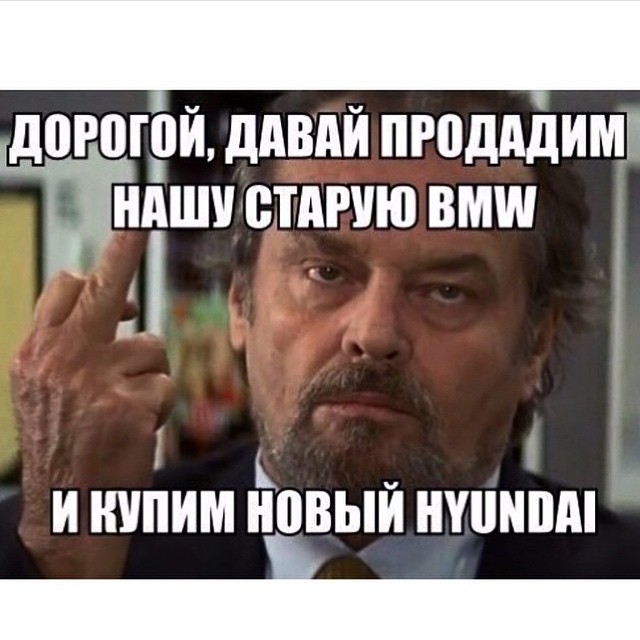 ДОРОГОЙ, ДАВАЙ ПРОДАДИМ
НАШУ СТАРУЮ BMW
И КУПИМ НОВЫЙ HYUNDAI